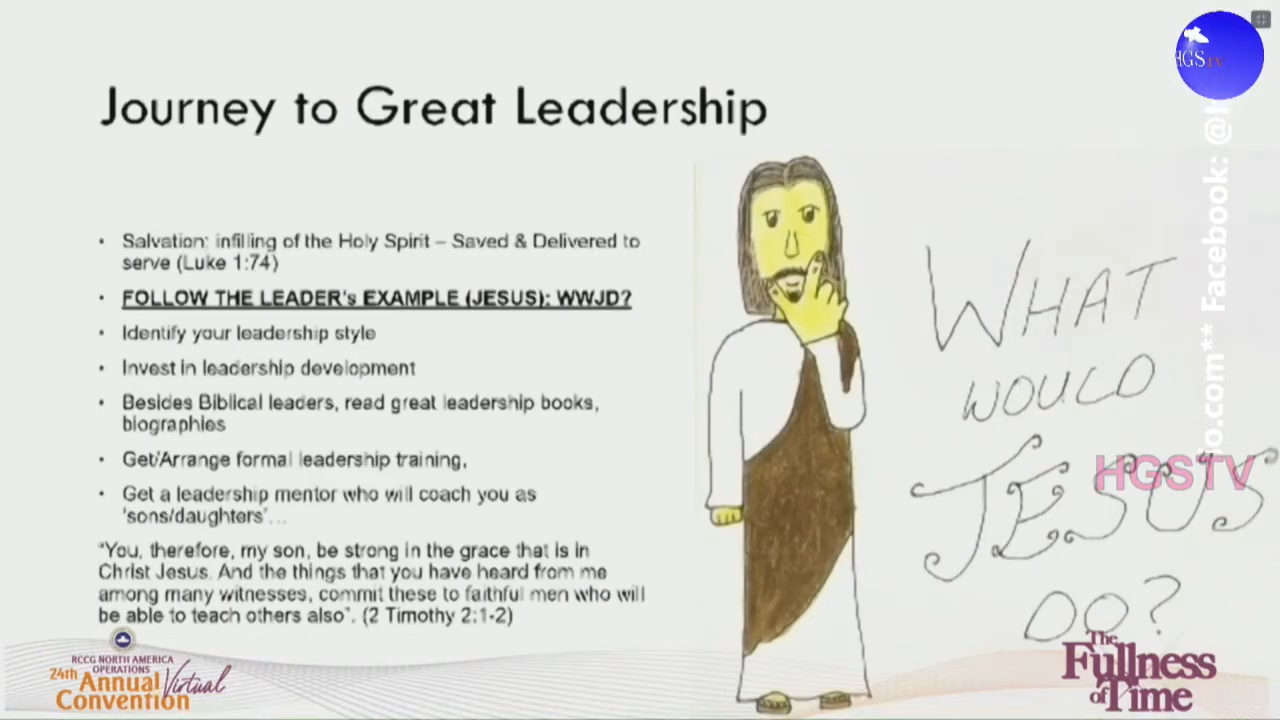 Journey to Great Leadership
• Salvation: infilling of the Holy Spirit – Saved & Delivered to
serve (Luke 1:74)
• FOLLOW THE LEADER's EXAMPLE (JESUS): WWJD?
• Identify your leadership style
• Invest in leadership development
• Besides Biblical leaders, read great leadership books,
biographies
• Get/Arrange formal leadership training,
• Get a leadership mentor who will coach you as
'sons/daughters'…
"You, therefore, my son, be strong in the grace that is in
Christ Jesus. And the things that you have heard from me
among many witnesses, commit these to faithful men who will
be able to teach others also". (2 Timothy 2:1-2)
WHAT
WOULD
JESUS
DO?
HGSTV
HGSTV
io.com** Facebook: @
RCCG NORTH AMERICA
OPERATIONS
24th
Annual
Convention
Virtual
The
Fullness
of Time